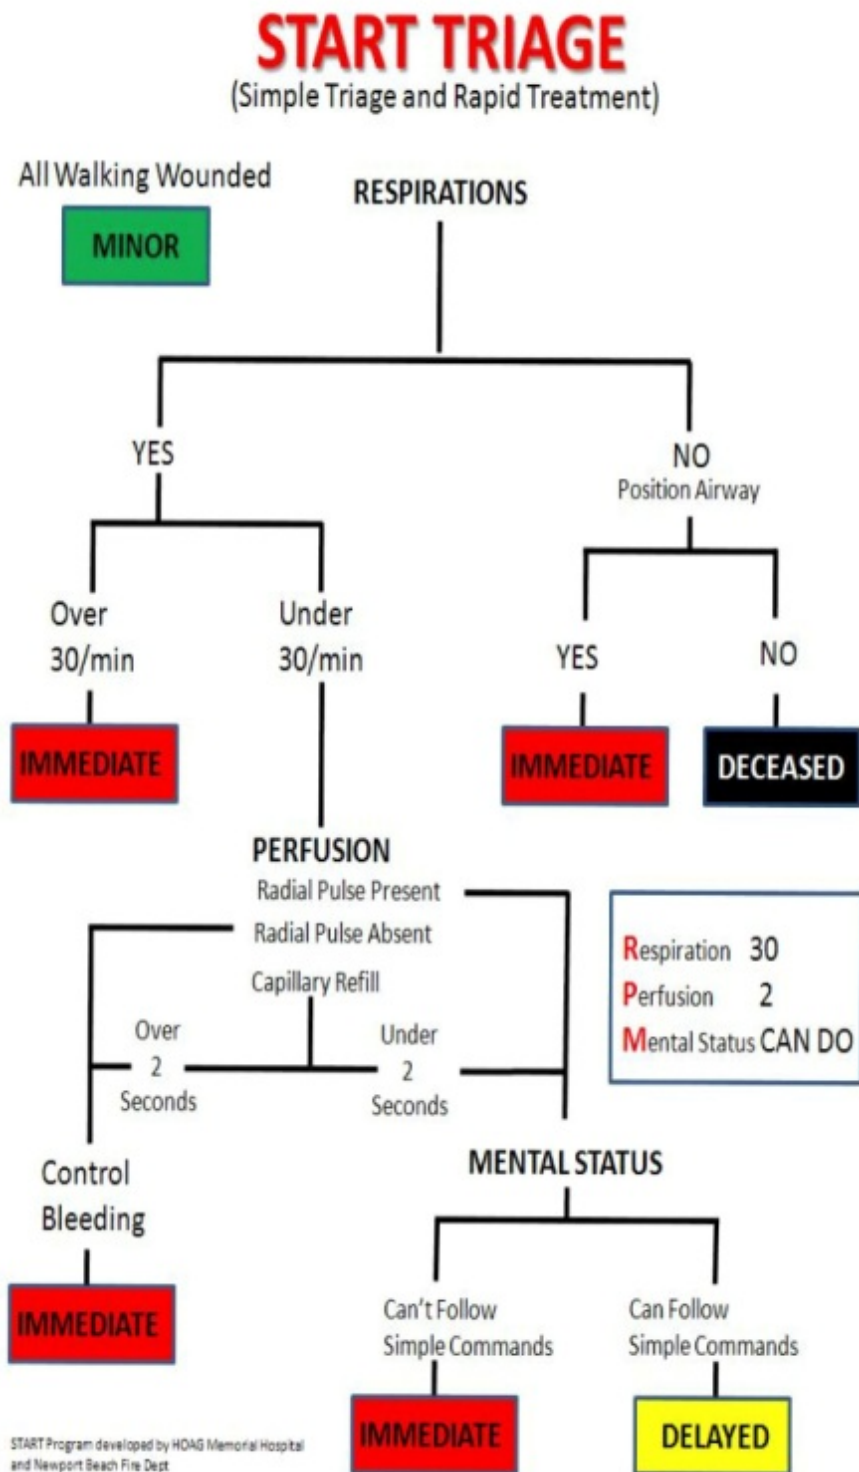 START TRIAGE
(Simple Triage and Rapid Treatment)
All Walking Wounded
MINOR
RESPIRATIONS
YES
NO
Position Airway
Over
30/min
Under
30/min
YES
NO
IMMEDIATE
IMMEDIATE
DECEASED
PERFUSION
Radial Pulse Present
Radial Pulse Absent
Capillary Refill
Over
2
Seconds
Under
2
Seconds
Respiration 30
Perfusion 2
Mental Status CAN DO
Control
Bleeding
IMMEDIATE
MENTAL STATUS
Can't Follow
Simple Commands
Can Follow
Simple Commands
IMMEDIATE
DELAYED
START Program developed by HOAG Memorial Hospital
and Newport Beach Fire Dept